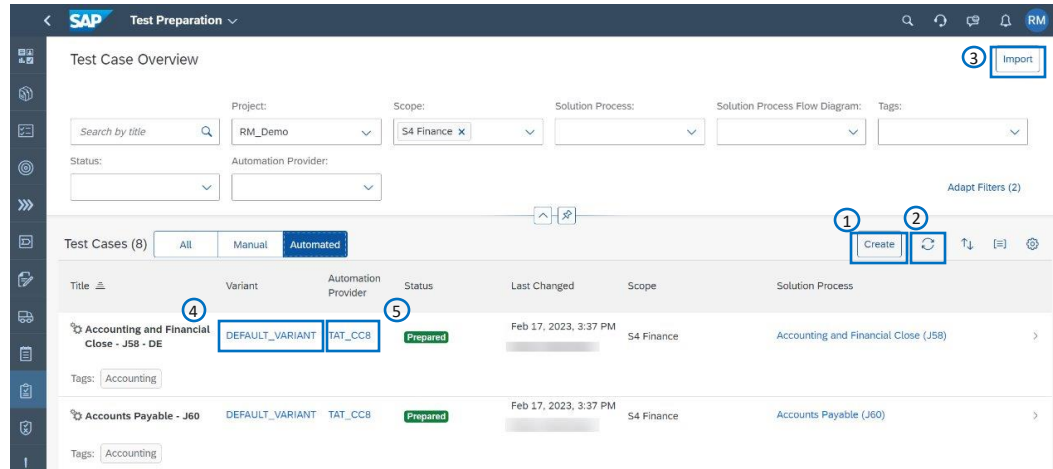 SAP Test Preparation RM
Test Case Overview
3 Import
Project: Scope: Solution Process: Solution Process Flow Diagram: Tags:
Search by title RM_Demo S4 Finance
Status: Automation Provider:
Adapt Filters (2)
1 2
Test Cases (8) All Manual Automated Create
Title Variant Automation Provider Status Last Changed Scope Solution Process
4 5
Accounting and Financial Close - J58 - DE DEFAULT_VARIANT TAT_CC8 Prepared Feb 17, 2023, 3:37 PM S4 Finance Accounting and Financial Close (J58)
Tags: Accounting
Accounts Payable - J60 DEFAULT_VARIANT TAT_CC8 Prepared Feb 17, 2023, 3:37 PM S4 Finance Accounts Payable (J60)
Tags: Accounting